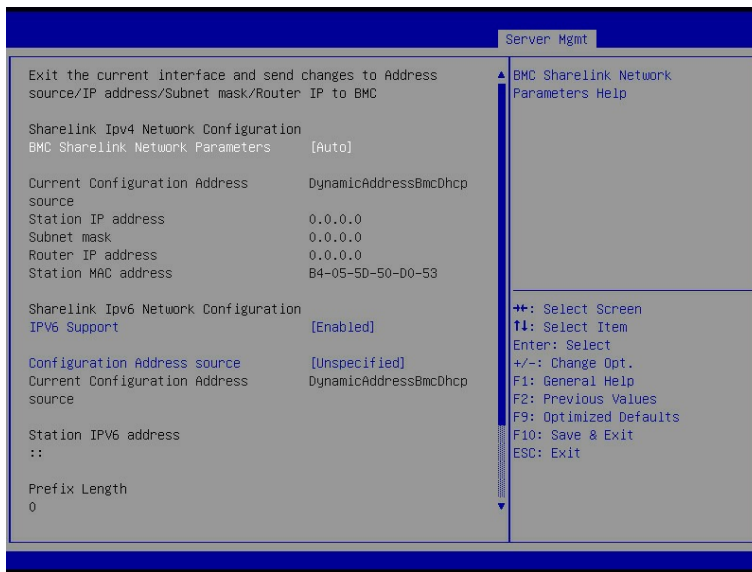 Server Mgmt
Exit the current interface and send changes to Address
source/IP address/Subnet mask/Router IP to BMC
Sharelink Ipv4 Network Configuration
BMC Sharelink Network Parameters [Auto]
Current Configuration Address DynamicAddressBmcDhcp
source
Station IP address 0.0.0.0
Subnet mask 0.0.0.0
Router IP address 0.0.0.0
Station MAC address B4-05-5D-50-D0-53
Sharelink Ipv6 Network Configuration
IPV6 Support [Enabled]
Configuration Address source [Unspecified]
Current Configuration Address DynamicAddressBmcDhcp
source
Station IPV6 address
::
Prefix Length
0
BMC Sharelink Network
Parameters Help
→←: Select Screen
↑↓: Select Item
Enter: Select
+/-: Change Opt.
F1: General Help
F2: Previous Values
F9: Optimized Defaults
F10: Save & Exit
ESC: Exit